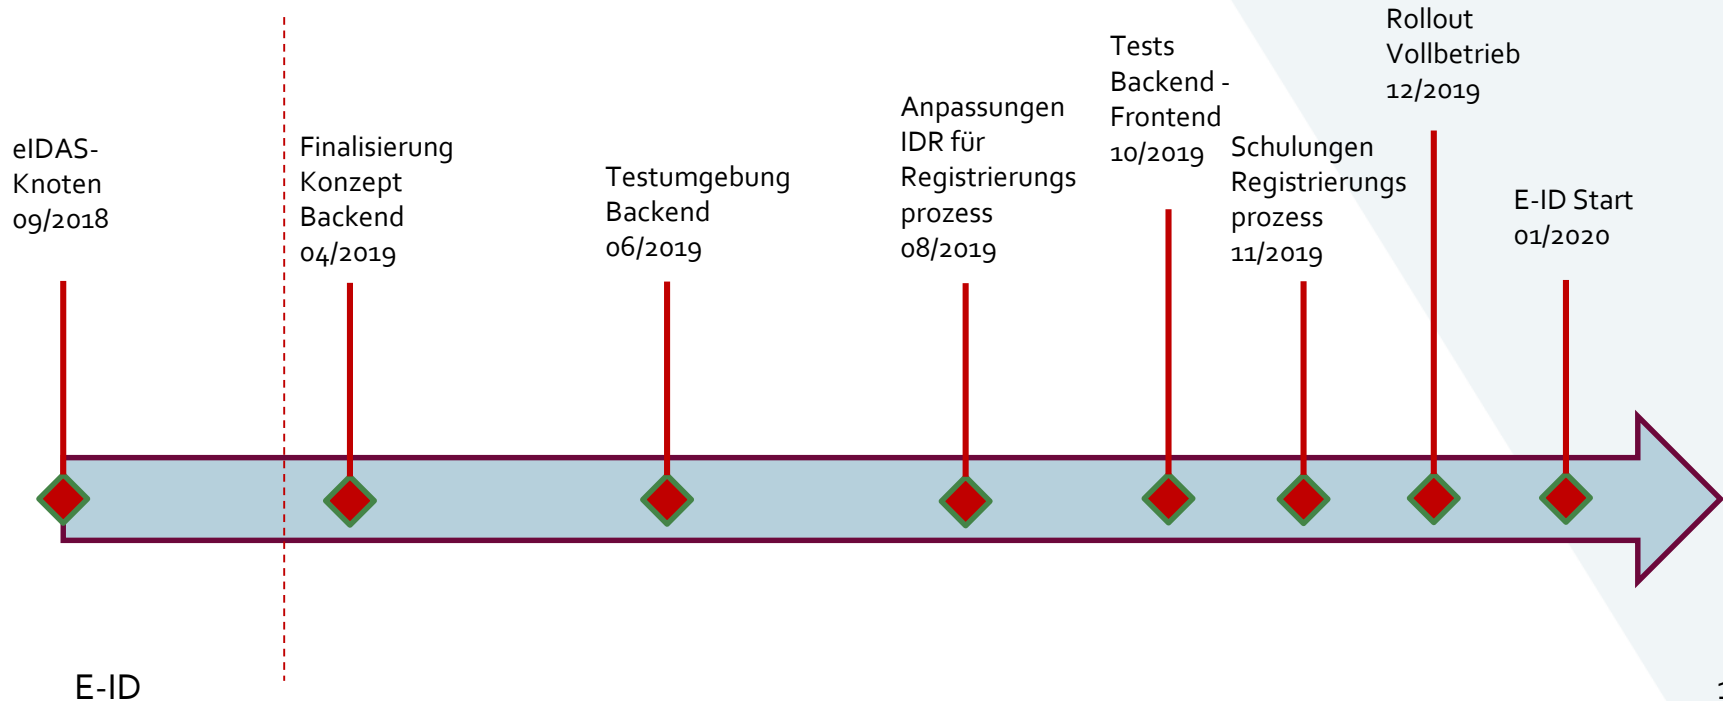 eIDAS-
Knoten
09/2018
Finalisierung
Konzept
Backend
04/2019
Testumgebung
Backend
06/2019
Anpassungen
IDR für
Registrierungs
prozess
08/2019
Tests
Backend -
Frontend
10/2019
Schulungen
Registrierungs
prozess
11/2019
Rollout
Vollbetrieb
12/2019
E-ID Start
01/2020
E-ID